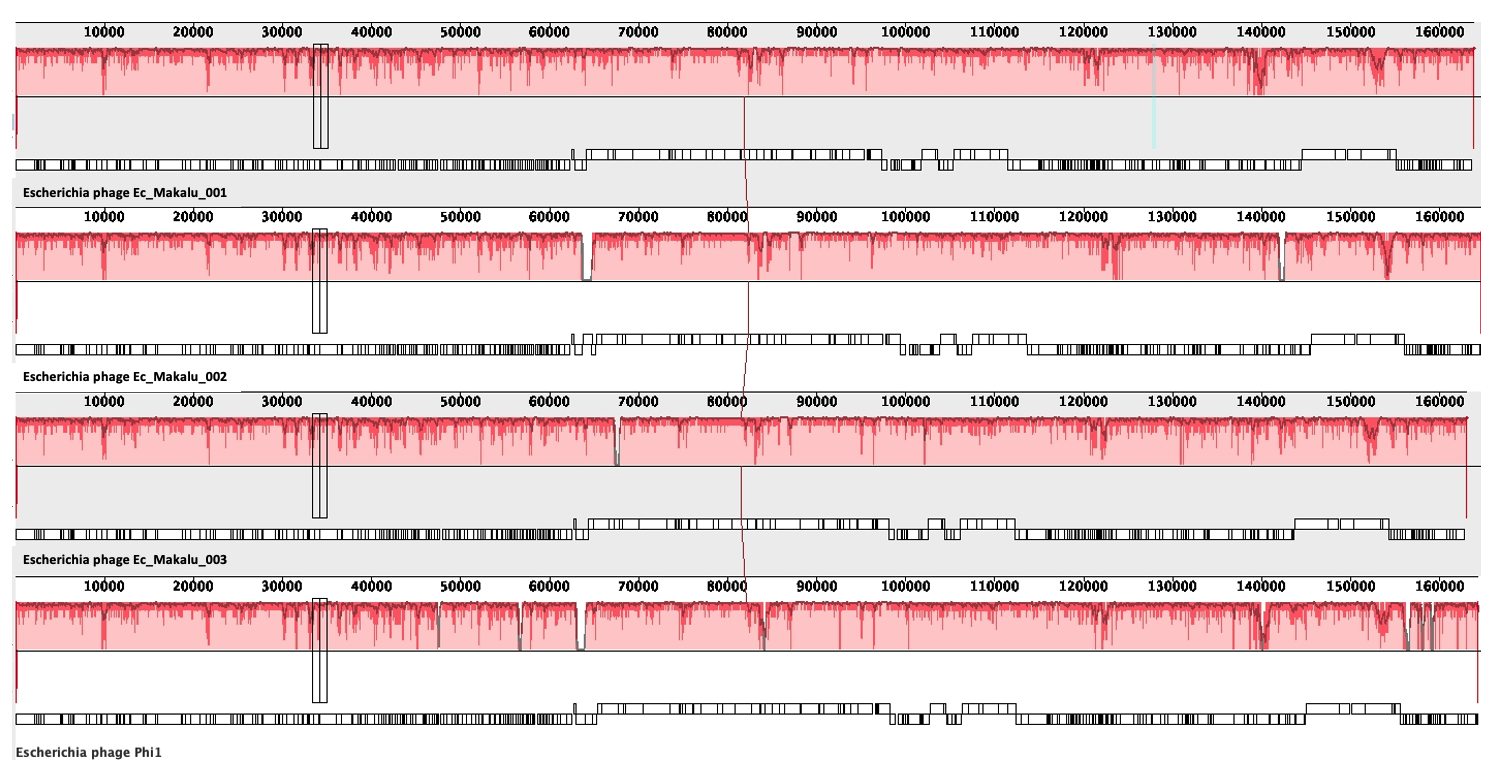 10000 20000 30000 40000 50000 60000 70000 80000 90000 100000 110000 120000 130000 140000 150000 160000
Escherichia phage Ec_Makalu_001
10000 20000 30000 40000 50000 60000 70000 80000 90000 100000 110000 120000 130000 140000 150000 160000
Escherichia phage Ec_Makalu_002
10000 20000 30000 40000 50000 60000 70000 80000 90000 100000 110000 120000 130000 140000 150000 160000
Escherichia phage Ec_Makalu_003
10000 20000 30000 40000 50000 60000 70000 80000 90000 100000 110000 120000 130000 140000 150000 160000
Escherichia phage Phi1